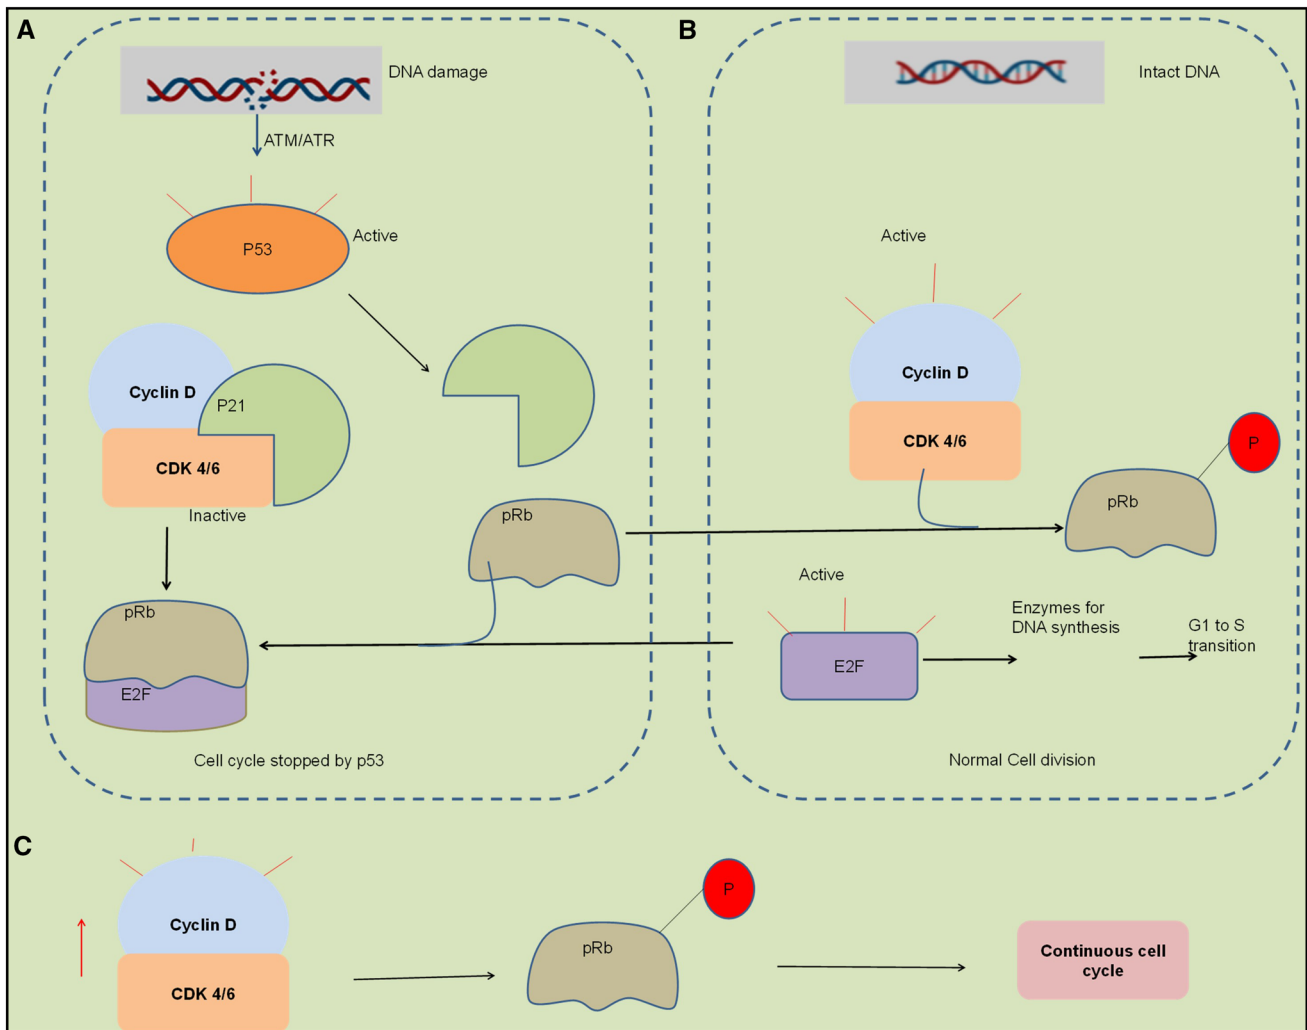 A
DNA damage
ATM/ATR
P53
Active
Cyclin D
P21
CDK 4/6
Inactive
pRb
pRb
E2F
Cell cycle stopped by p53
B
Intact DNA
Active
Cyclin D
CDK 4/6
P
pRb
Active
E2F
Enzymes for
DNA synthesis
G1 to S
transition
Normal Cell division
C
Cyclin D
CDK 4/6
P
pRb
Continuous cell
cycle